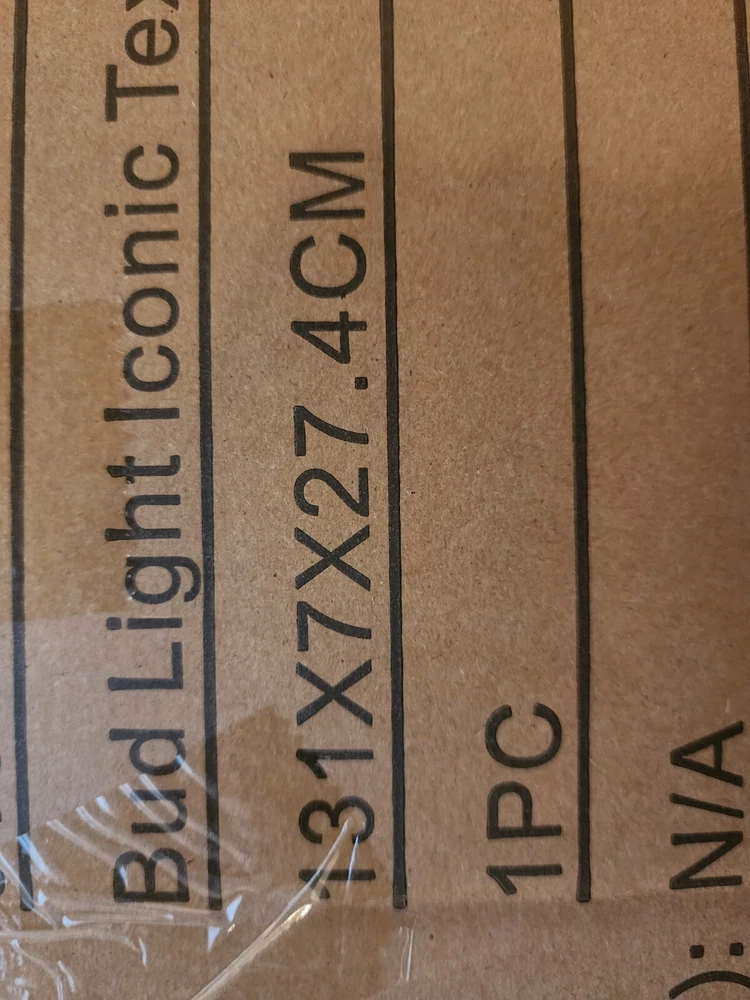 Bud Light Iconic Tex
131X7X27.4CM
1PC
): N/A